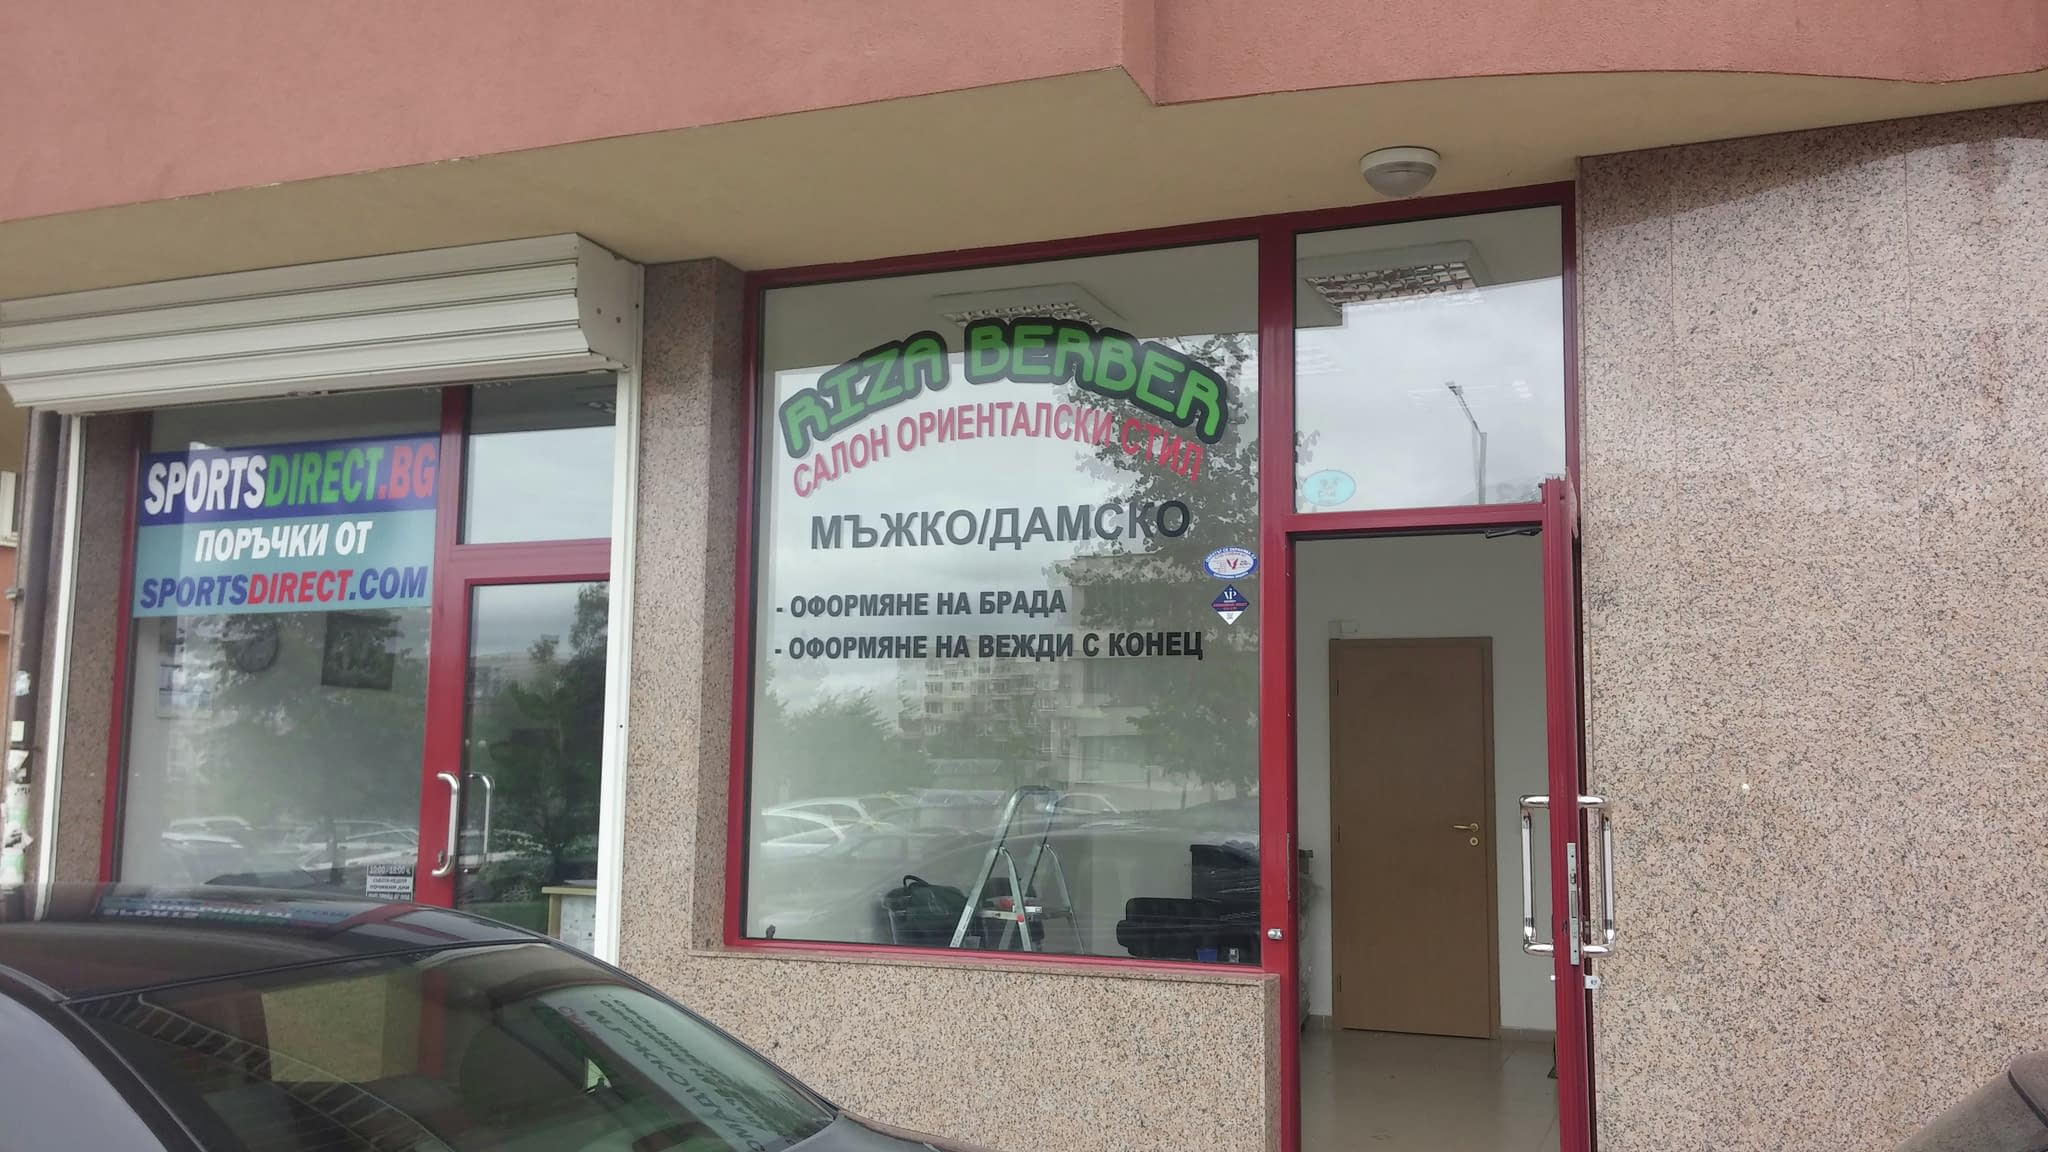 SPORTSDIRECT.BG
ПОРЪЧКИ ОТ
SPORTSDIRECT.COM
RIZA BERBER
САЛОН ОРИЕНТАЛСКИ СТИЛ
МЪЖКО/ДАМСКО
- ОФОРМЯНЕ НА БРАДА
- ОФОРМЯНЕ НА ВЕЖДИ С КОНЕЦ